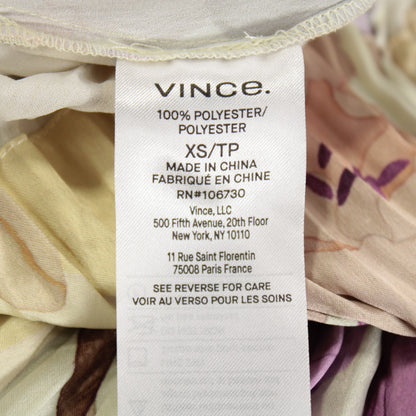 VINCE.
100% POLYESTER/
POLYESTER
XS/TP
MADE IN CHINA
FABRIQUÉ EN CHINE
RN#106730
Vince, LLC
500 Fifth Avenue, 20th Floor
New York, NY 10110
11 Rue Saint Florentin
75008 Paris France
SEE REVERSE FOR CARE
VOIR AU VERSO POUR LES SOINS